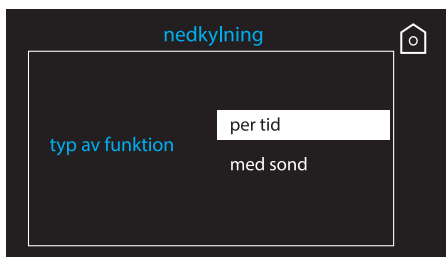 nedkylning
per tid
typ av funktion
med sond